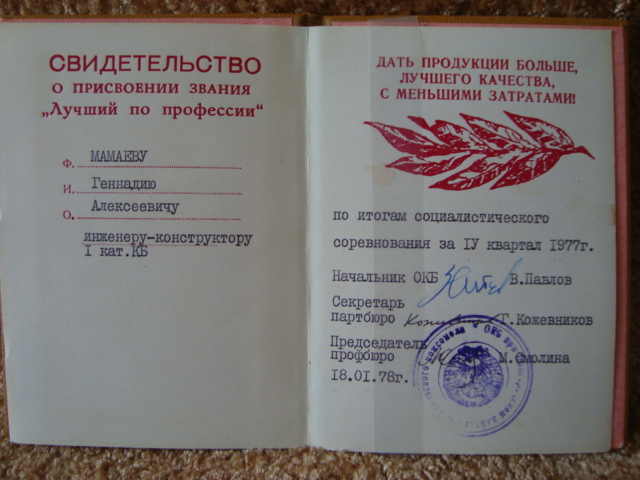 СВИДЕТЕЛЬСТВО
О ПРИСВОЕНИИ ЗВАНИЯ
„Лучший по профессии“
Ф. МАМАЕВУ
И. Геннадию
О. Алексеевичу
инженеру-конструктору
I кат.КБ
ДАТЬ ПРОДУКЦИИ БОЛЬШЕ,
ЛУЧШЕГО КАЧЕСТВА,
С МЕНЬШИМИ ЗАТРАТАМИ!
по итогам социалистического
соревнования за IУ квартал 1977г.
Начальник ОКБ В.Павлов
Секретарь
партбюро Г.Кожевников
Председатель
профбюро М.Смолина
18.01.78г.
ОКБ при